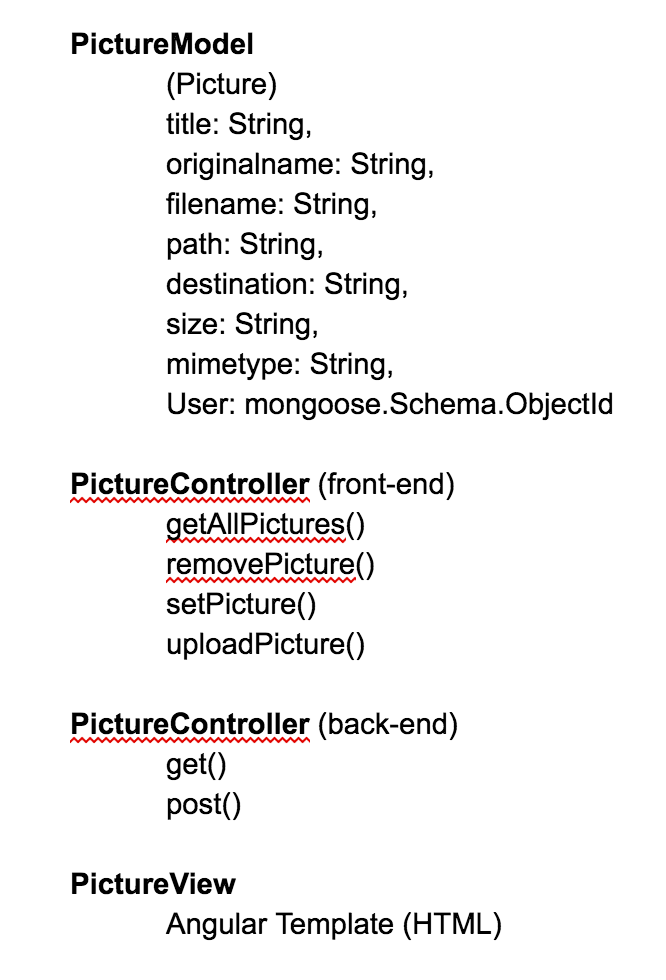 PictureModel
(Picture)
title: String,
originalname: String,
filename: String,
path: String,
destination: String,
size: String,
mimetype: String,
User: mongoose.Schema.ObjectId
PictureController (front-end)
getAllPictures()
removePicture()
setPicture()
uploadPicture()
PictureController (back-end)
get()
post()
PictureView
Angular Template (HTML)